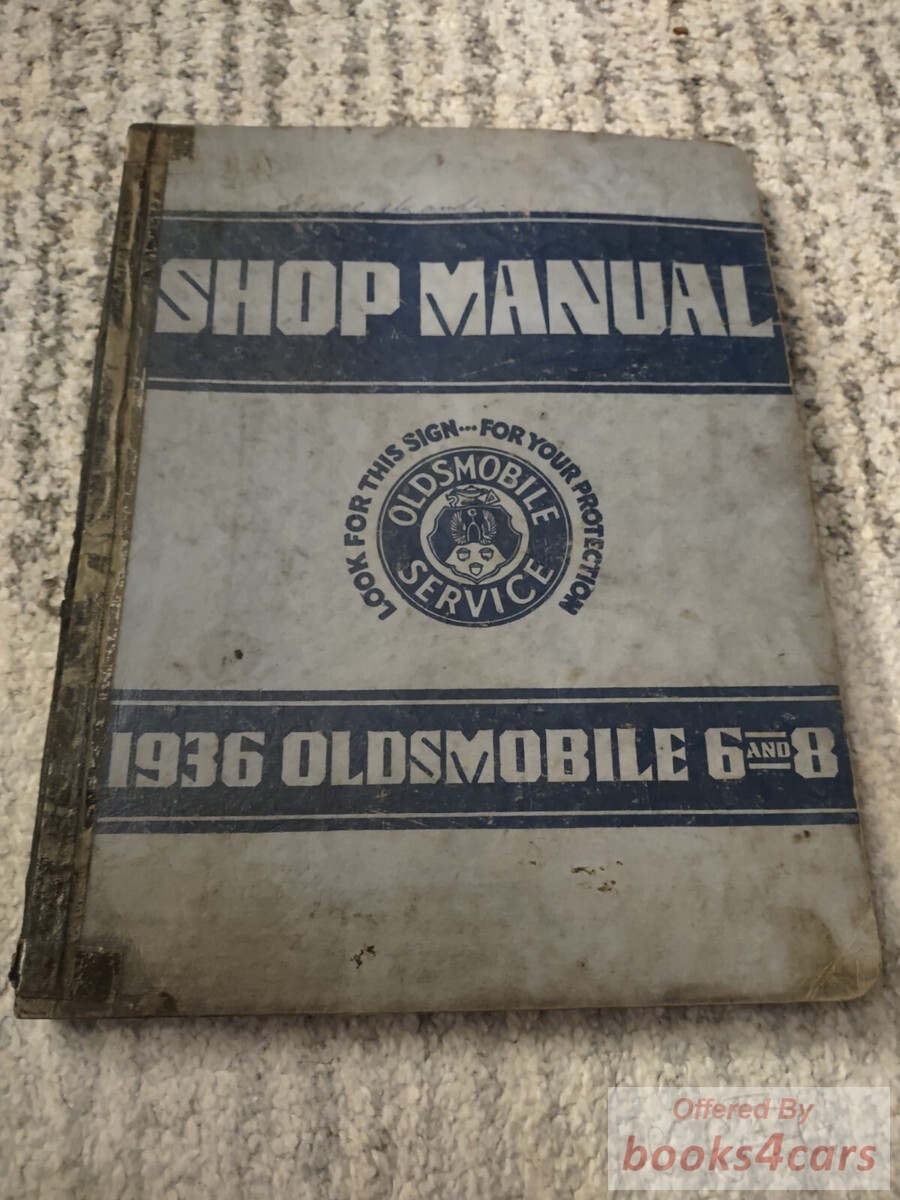 SHOP MANUAL
LOOK FOR THIS SIGN... FOR YOUR PROTECTION
OLDSMOBILE
SERVICE
1936 OLDSMOBILE 6 AND 8
Offered By
books4cars